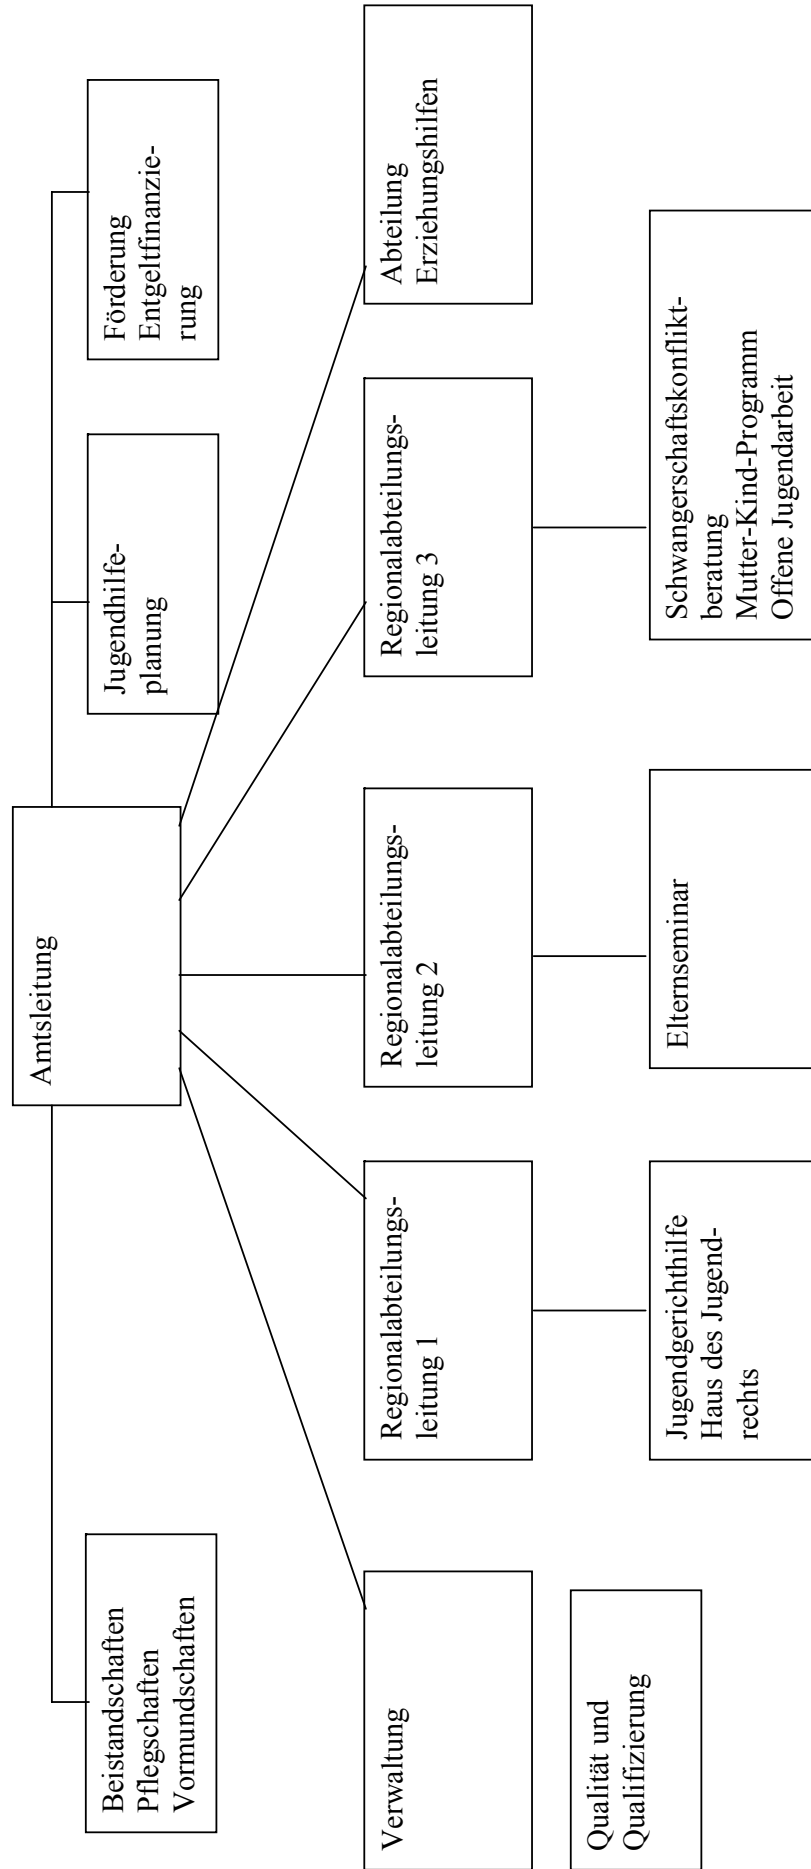 Amtsleitung
Beistandschaften
Pflegschaften
Vormundschaften
Jugendhilfe-
planung
Förderung
Entgeltfinanzie-
rung
Verwaltung
Regionalabteilungs-
leitung 1
Regionalabteilungs-
leitung 2
Regionalabteilungs-
leitung 3
Abteilung
Erziehungshilfen
Qualität und
Qualifizierung
Jugendgerichthilfe
Haus des Jugend-
rechts
Elternseminar
Schwangerschaftskonflikt-
beratung
Mutter-Kind-Programm
Offene Jugendarbeit